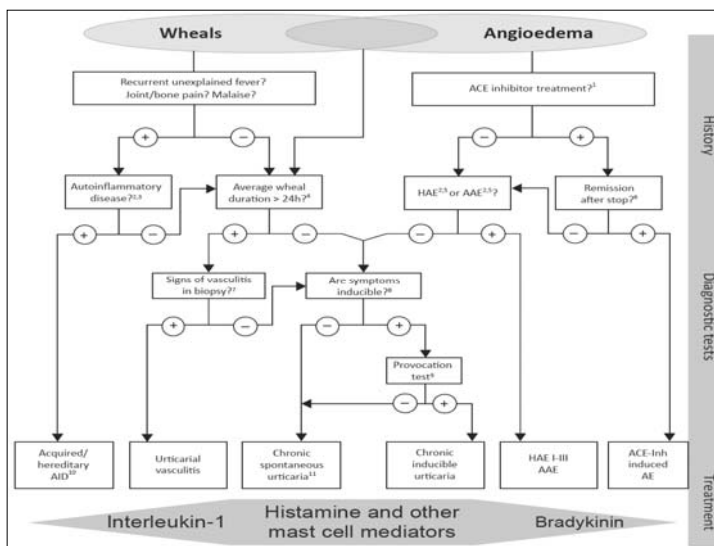 Wheals
Angioedema
Recurrent unexplained fever?
Joint/bone pain? Malaise?
ACE inhibitor treatment?¹
+
−
−
+
Autoinflammatory
disease?²,³
Average wheal
duration > 24h?⁴
HAE²,⁵ or AAE²,⁵?
Remission
after stop?⁶
+
−
+
−
−
+
−
+
Signs of vasculitis
in biopsy?⁷
Are symptoms
inducible?⁸
+
−
−
+
Provocation
test⁹
−
+
Acquired/
hereditary
AID¹⁰
Urticarial
vasculitis
Chronic
spontaneous
urticaria¹¹
Chronic
inducible
urticaria
HAE I-III
AAE
ACE-Inh
induced
AE
Interleukin-1
Histamine and other
mast cell mediators
Bradykinin
History
Diagnostic tests
Treatment